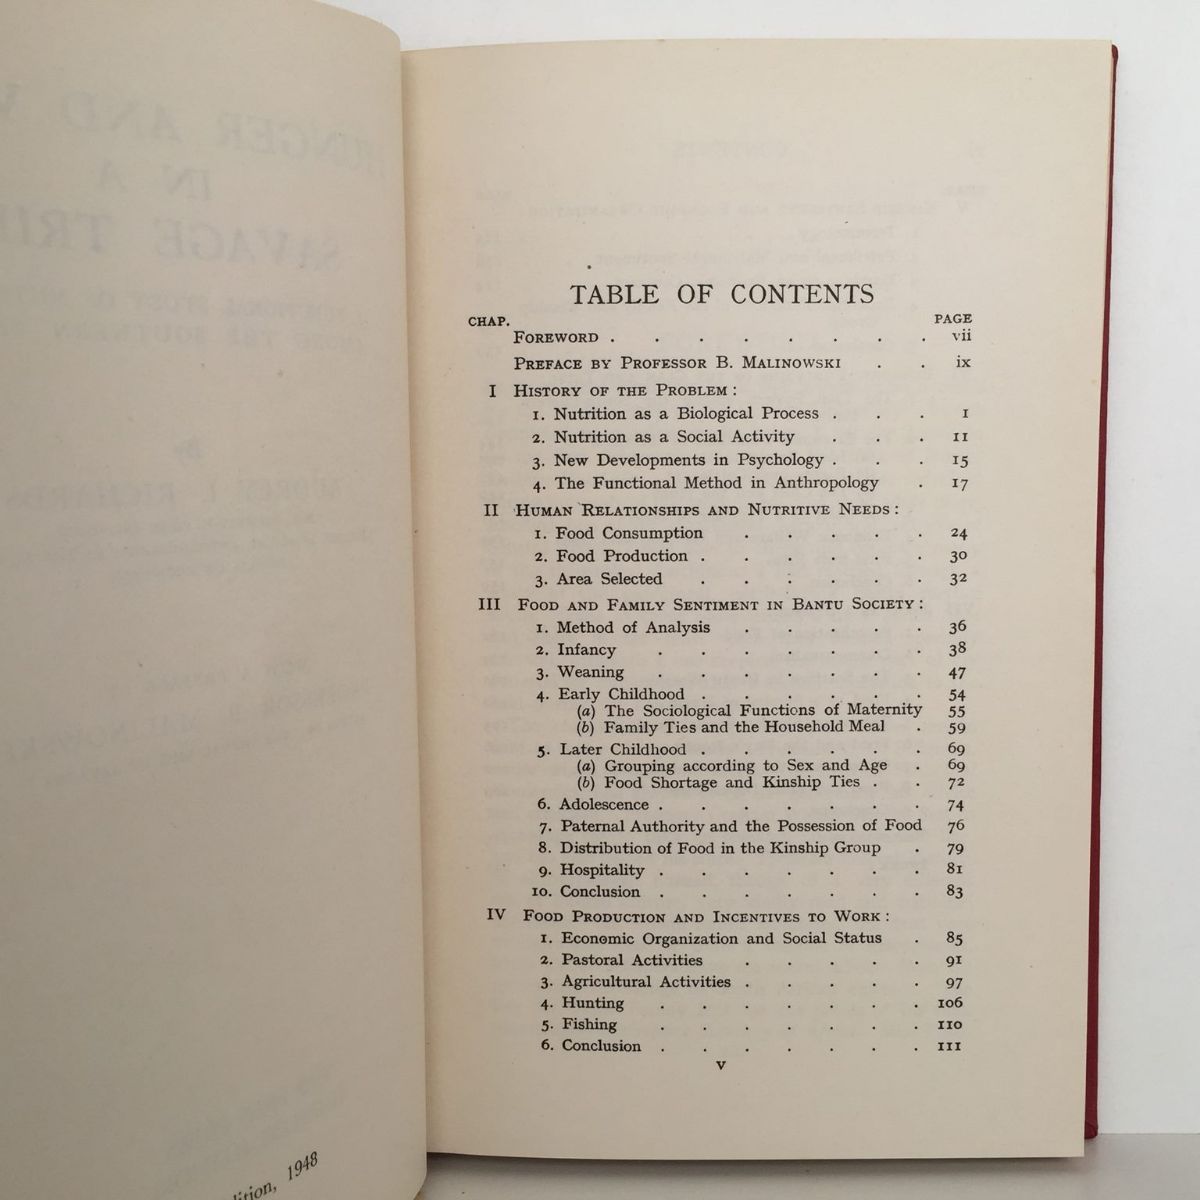 TABLE OF CONTENTS
CHAP. PAGE
FOREWORD . . . . . . . . vii
PREFACE BY PROFESSOR B. MALINOWSKI . . ix
I HISTORY OF THE PROBLEM :
1. Nutrition as a Biological Process . . . 1
2. Nutrition as a Social Activity . . . 11
3. New Developments in Psychology . . . 15
4. The Functional Method in Anthropology . 17
II HUMAN RELATIONSHIPS AND NUTRITIVE NEEDS :
1. Food Consumption . . . . . 24
2. Food Production . . . . . . 30
3. Area Selected . . . . . . 32
III FOOD AND FAMILY SENTIMENT IN BANTU SOCIETY :
1. Method of Analysis . . . . . 36
2. Infancy . . . . . . . 38
3. Weaning . . . . . . . 47
4. Early Childhood . . . . . . 54
(a) The Sociological Functions of Maternity 55
(b) Family Ties and the Household Meal . 59
5. Later Childhood . . . . . . 69
(a) Grouping according to Sex and Age . 69
(b) Food Shortage and Kinship Ties . . 72
6. Adolescence . . . . . . . 74
7. Paternal Authority and the Possession of Food 76
8. Distribution of Food in the Kinship Group . 79
9. Hospitality . . . . . . . 81
10. Conclusion . . . . . . . 83
IV FOOD PRODUCTION AND INCENTIVES TO WORK :
1. Economic Organization and Social Status . 85
2. Pastoral Activities . . . . . 91
3. Agricultural Activities . . . . . 97
4. Hunting . . . . . . . 106
5. Fishing . . . . . . . 110
6. Conclusion . . . . . . . 111
v
1948